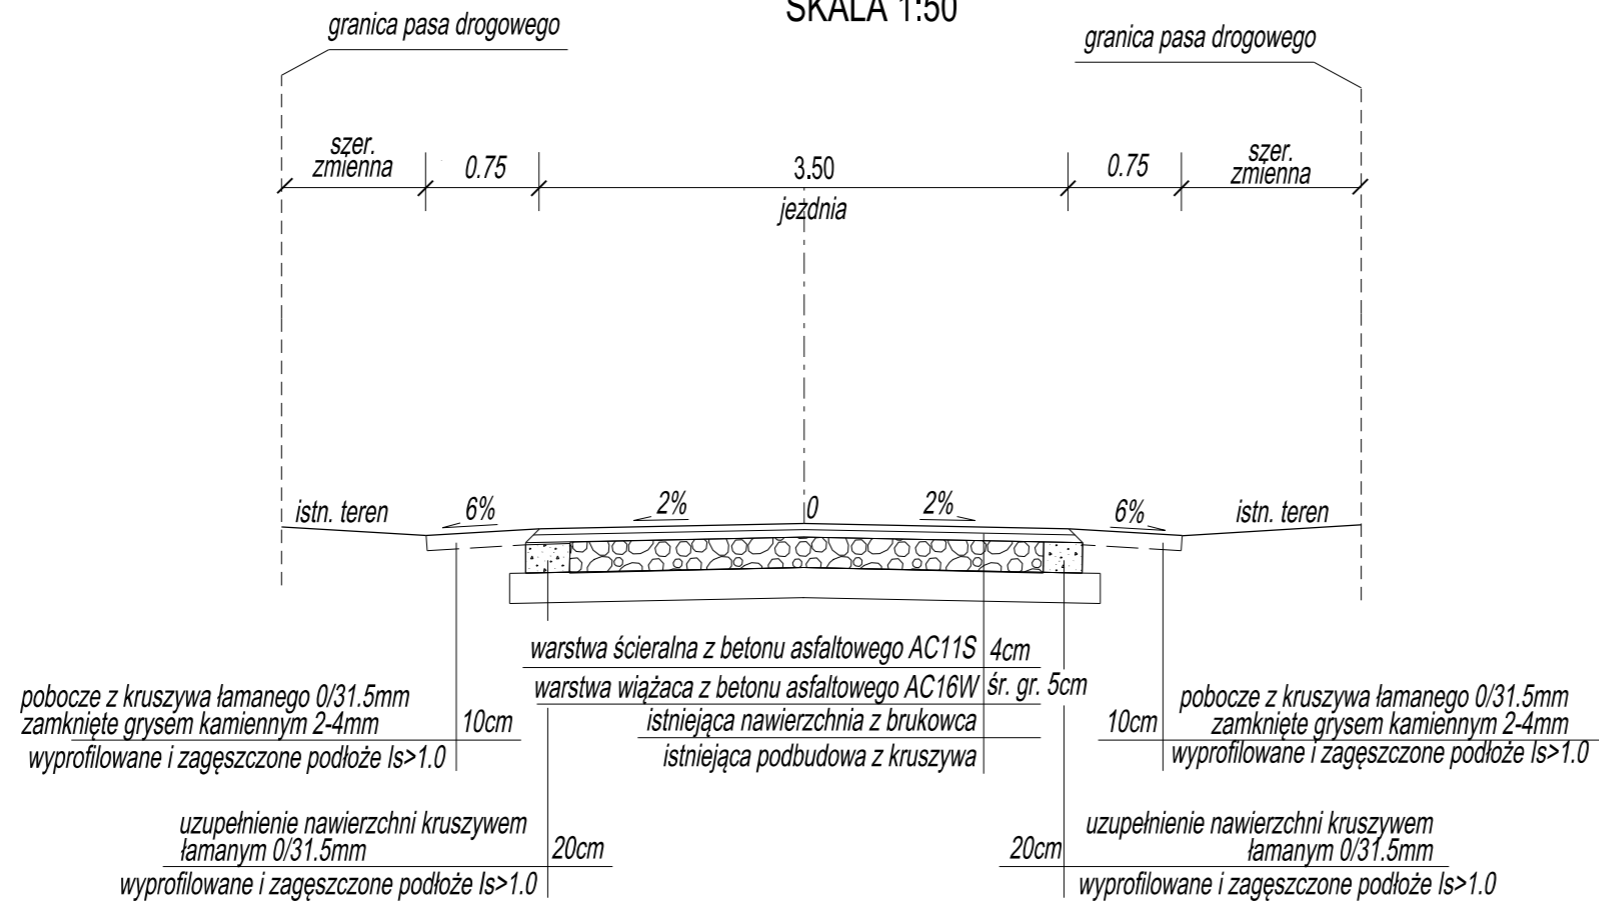 SKALA 1:50
granica pasa drogowego
granica pasa drogowego
szer.
zmienna
0.75
3.50
jezdnia
0.75
szer.
zmienna
istn. teren
6%
2%
0
2%
6%
istn. teren
warstwa ścieralna z betonu asfaltowego AC11S 4cm
warstwa wiążaca z betonu asfaltowego AC16W śr. gr. 5cm
istniejąca nawierzchnia z brukowca
istniejąca podbudowa z kruszywa
pobocze z kruszywa łamanego 0/31.5mm
zamknięte grysem kamiennym 2-4mm
10cm
wyprofilowane i zagęszczone podłoże Is>1.0
pobocze z kruszywa łamanego 0/31.5mm
zamknięte grysem kamiennym 2-4mm
10cm
wyprofilowane i zagęszczone podłoże Is>1.0
uzupełnienie nawierzchni kruszywem
łamanym 0/31.5mm
20cm
wyprofilowane i zagęszczone podłoże Is>1.0
uzupełnienie nawierzchni kruszywem
łamanym 0/31.5mm
20cm
wyprofilowane i zagęszczone podłoże Is>1.0